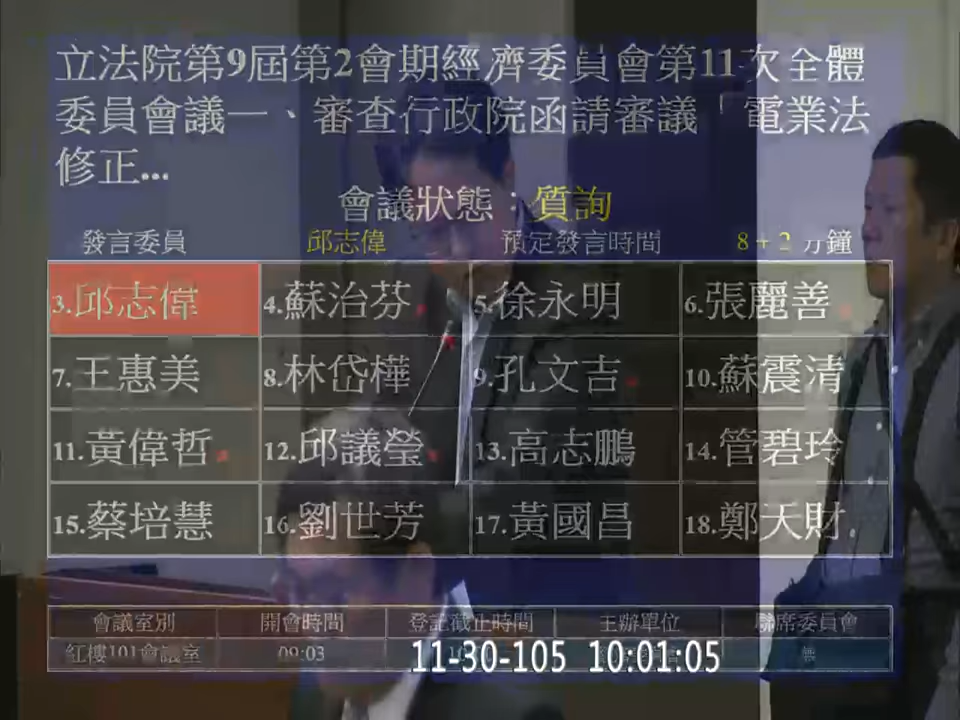 立法院第9屆第2會期經濟委員會第11次全體
委員會議一、審查行政院函請審議「電業法
修正...
會議狀態：質詢
發言委員 邱志偉 預定發言時間 8+2 分鐘
3.邱志偉 4.蘇治芬 5.徐永明 6.張麗善
7.王惠美 8.林岱樺 9.孔文吉 10.蘇震清
11.黃偉哲 12.邱議瑩 13.高志鵬 14.管碧玲
15.蔡培慧 16.劉世芳 17.黃國昌 18.鄭天財
會議室別 開會時間 登記截止時間 主辦單位 聯席委員會
紅樓101會議室 09:03 無
11-30-105 10:01:05